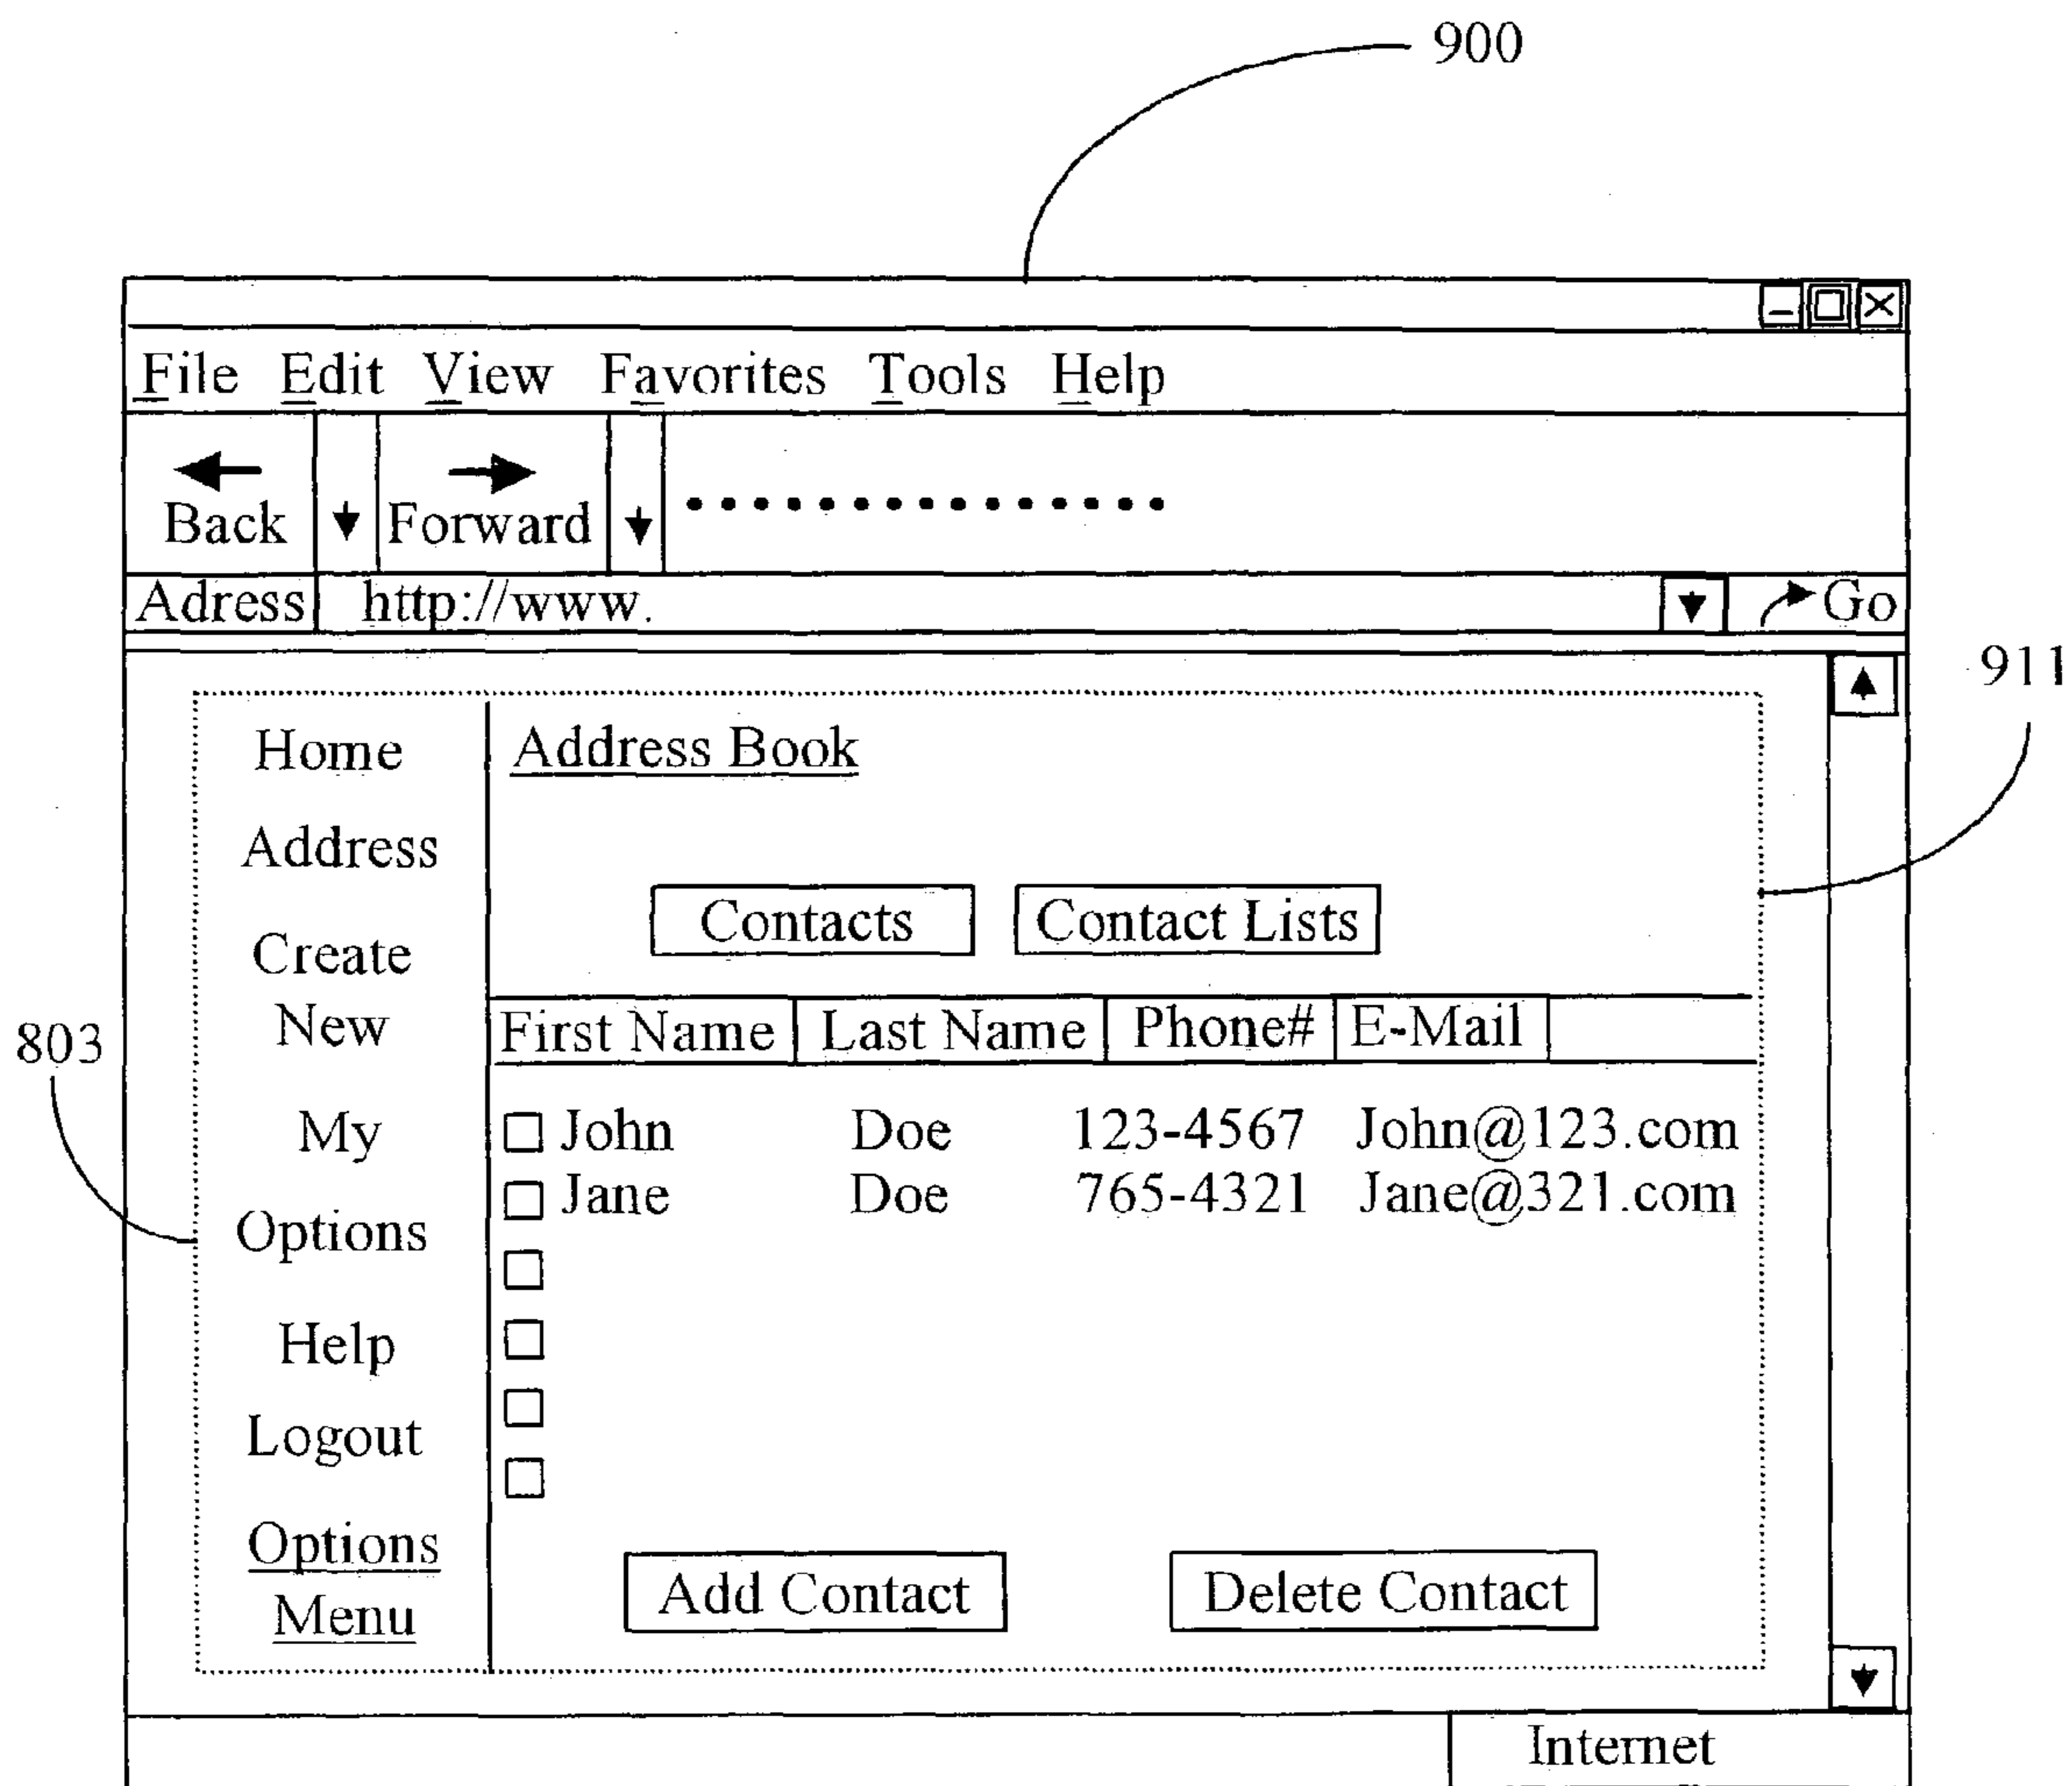 900
File Edit View Favorites Tools Help
Back Forward
Adress http://www. Go
911
Home
Address
Create
New
803
My
Options
Help
Logout
Options
Menu
Address Book
Contacts Contact Lists
First Name Last Name Phone# E-Mail
John Doe 123-4567 John@123.com
Jane Doe 765-4321 Jane@321.com
Add Contact Delete Contact
Internet